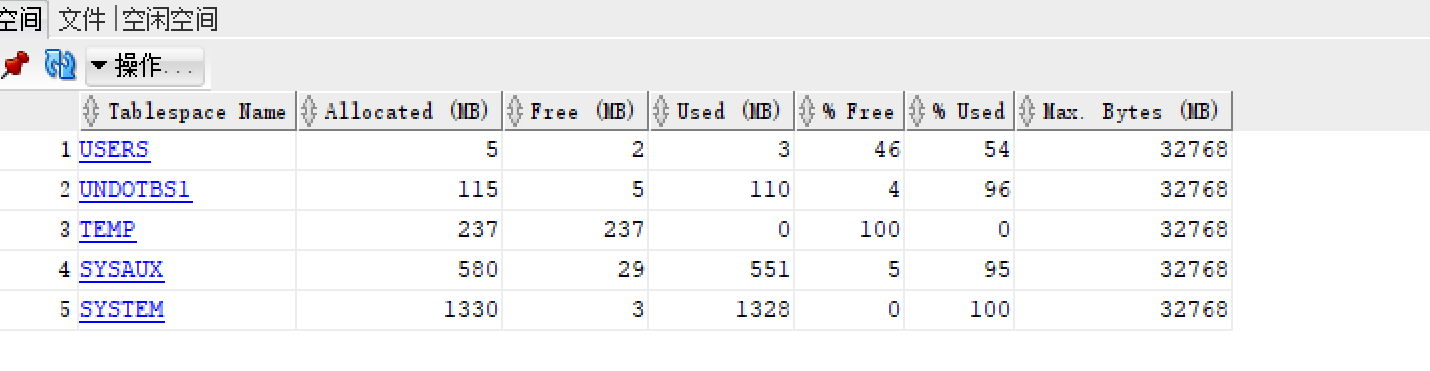 空间 文件 空闲空间
操作...
Tablespace Name Allocated (MB) Free (MB) Used (MB) % Free % Used Max. Bytes (MB)
1 USERS 5 2 3 46 54 32768
2 UNDOTBS1 115 5 110 4 96 32768
3 TEMP 237 237 0 100 0 32768
4 SYSAUX 580 29 551 5 95 32768
5 SYSTEM 1330 3 1328 0 100 32768